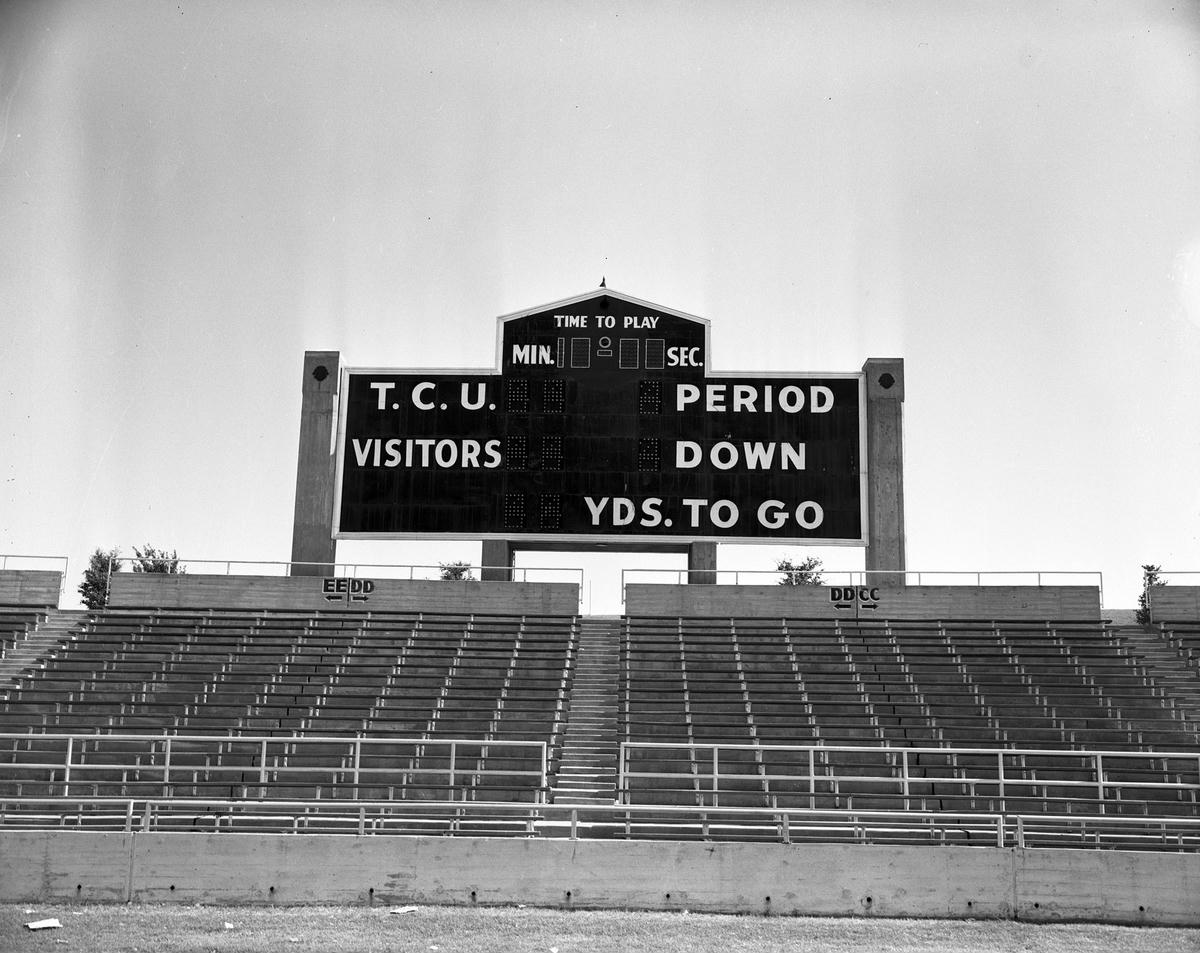 TIME TO PLAY
MIN. SEC.
T. C. U. PERIOD
VISITORS DOWN
YDS. TO GO
EE DD
← →
DD CC
← →